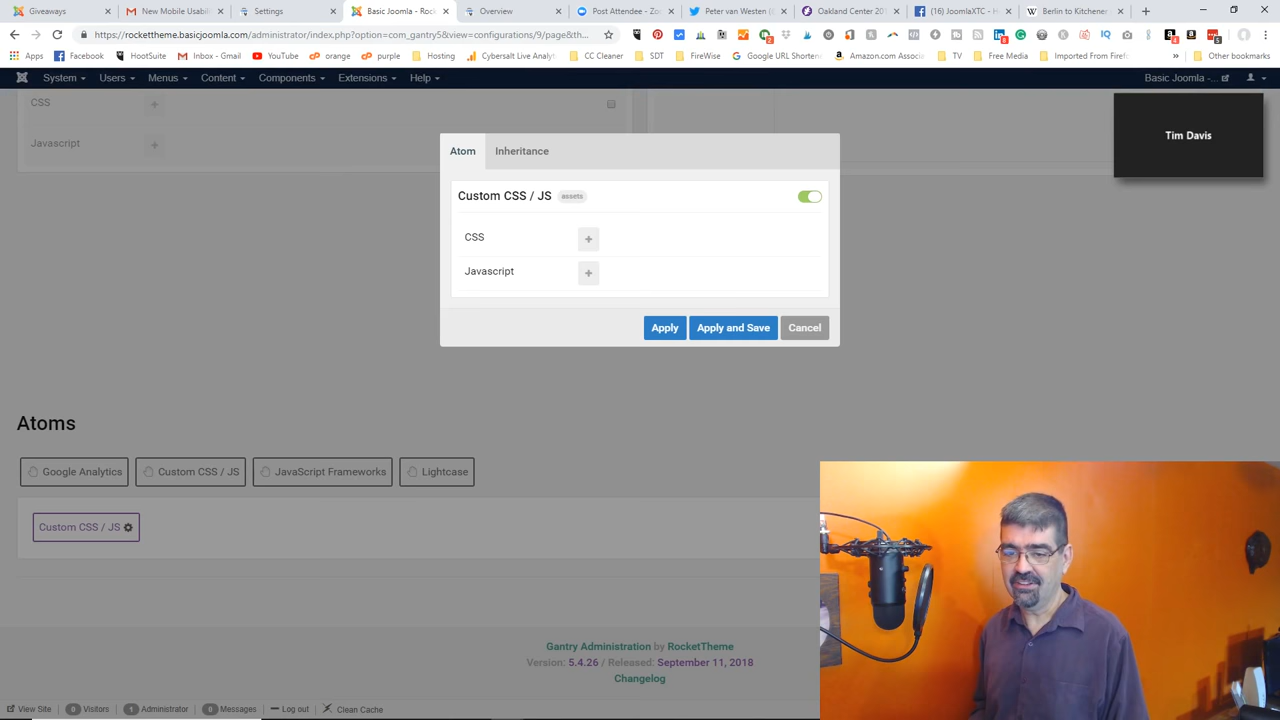 Giveaways
New Mobile Usabi
Settings
Basic Joomla - Rock
Overview
Post Attendee - Zoo
Peter van Westen (
Oakland Center 201
(16) JoomlaXTC - H
Berlin to Kitchener
https://rockettheme.basicjoomla.com/administrator/index.php?option=com_gantry5&view=configurations/9/page&th...
Apps
Facebook
HootSuite
Inbox - Gmail
YouTube
orange
purple
Hosting
Cybersalt Live Analyt
CC Cleaner
SDT
FireWise
Google URL Shorten
Amazon.com Associa
TV
Free Media
Imported From Firef
»
Other bookmarks
System
Users
Menus
Content
Components
Extensions
Help
Basic Joomla -...
CSS
Javascript
Tim Davis
Atom
Inheritance
Custom CSS / JS assets
CSS
Javascript
Apply
Apply and Save
Cancel
Atoms
Google Analytics
Custom CSS / JS
JavaScript Frameworks
Lightcase
Custom CSS / JS
Gantry Administration by RocketTheme
Version: 5.4.26 / Released: September 11, 2018
Changelog
View Site
0 Visitors
1 Administrator
0 Messages
Log out
Clean Cache